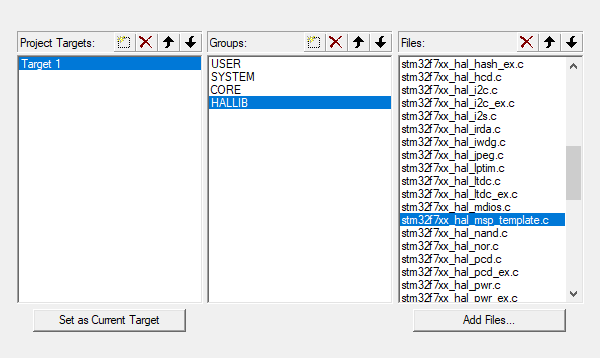 Project Targets:
Groups:
Files:
Target 1
USER
SYSTEM
CORE
HALLIB
stm32f7xx_hal_hash_ex.c
stm32f7xx_hal_hcd.c
stm32f7xx_hal_i2c.c
stm32f7xx_hal_i2c_ex.c
stm32f7xx_hal_i2s.c
stm32f7xx_hal_irda.c
stm32f7xx_hal_iwdg.c
stm32f7xx_hal_jpeg.c
stm32f7xx_hal_lptim.c
stm32f7xx_hal_ltdc.c
stm32f7xx_hal_ltdc_ex.c
stm32f7xx_hal_mdios.c
stm32f7xx_hal_msp_template.c
stm32f7xx_hal_nand.c
stm32f7xx_hal_nor.c
stm32f7xx_hal_pcd.c
stm32f7xx_hal_pcd_ex.c
stm32f7xx_hal_pwr.c
stm32f7xx_hal_pwr_ex.c
Set as Current Target
Add Files...